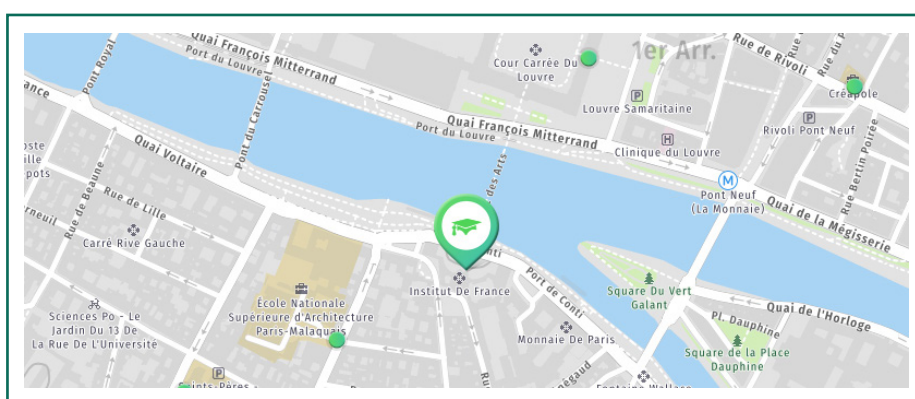 Quai François Mitterrand
Cour Carrée Du
Louvre
1er Arr.
Rue de Rivoli
Pont Royal
Pont du Carrousel
Port du Louvre
Quai François Mitterrand
Louvre Samaritaine
Créapole
Rivoli Pont Neuf
Clinique du Louvre
Rue Bertin Poirée
Quai Voltaire
des Arts
M
Pont Neuf
(La Monnaie)
Quai de la Mégisserie
Rue de Beaune
Rue de Lille
Carré Rive Gauche
Institut De France
Port de Conti
Square Du Vert
Galant
Quai de l'Horloge
Pl. Dauphine
Square de la Place
Dauphine
École Nationale
Supérieure d'Architecture
Paris-Malaquais
Sciences Po - Le
Jardin Du 13 De
La Rue De L'Université
Monnaie De Paris
P
P
P
H
Port du Louvre